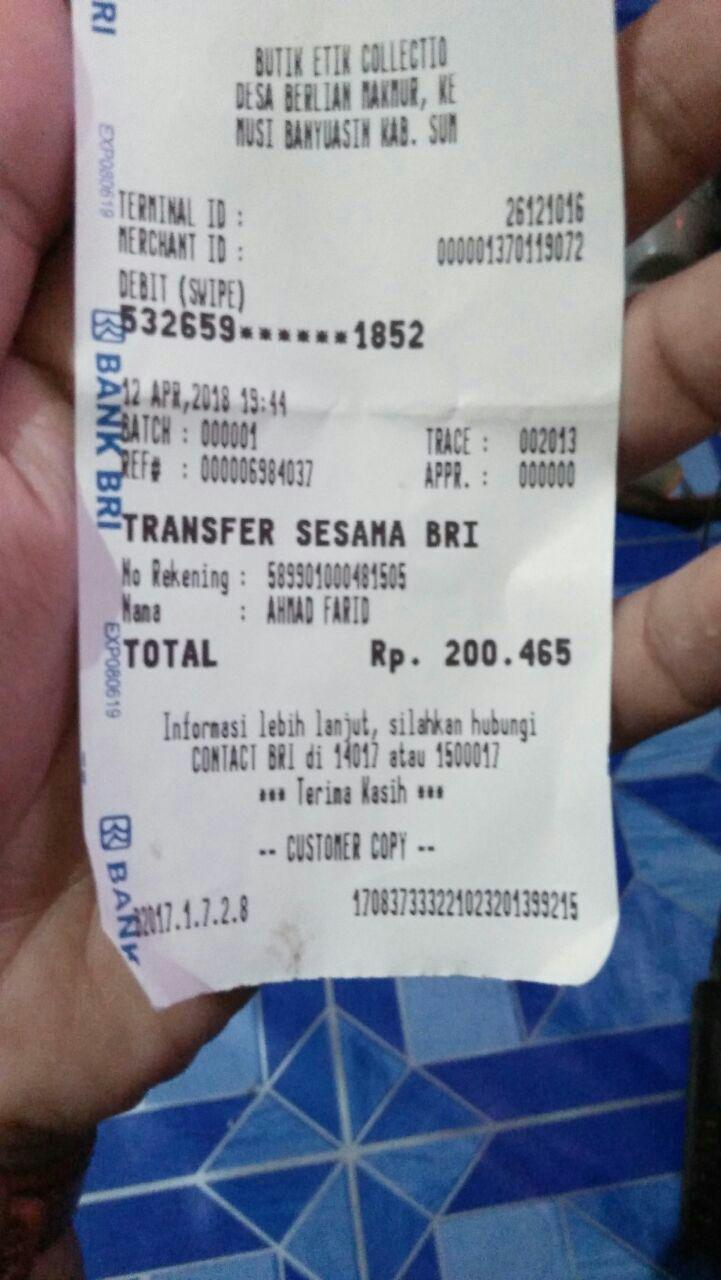 BUTIK ETIK COLLECTIO
DESA BERLIAN MAKMUR, KE
MUSI BANYUASIN KAB. SUM
TERMINAL ID : 26121016
MERCHANT ID : 000001370119072
DEBIT (SWIPE)
532659******1852
12 APR,2018 19:44
BATCH : 000001 TRACE : 002013
REF# : 000006984037 APPR. : 000000
TRANSFER SESAMA BRI
No Rekening : 589901000481505
Nama : AHMAD FARID
TOTAL Rp. 200.465
Informasi lebih lanjut, silahkan hubungi
CONTACT BRI di 14017 atau 1500017
*** Terima Kasih ***
-- CUSTOMER COPY --
22017.1.7.2.8 170837333221023201399215
RI
EXP080619
BANK BRI
EXP080619
BANK